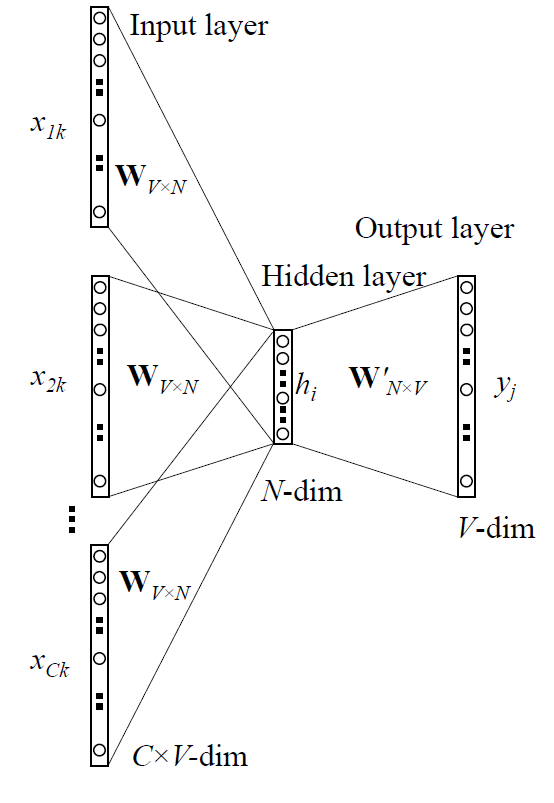 Input layer
x1k
WV×N
Output layer
Hidden layer
x2k
WV×N
hi
W′N×V
yj
N-dim
V-dim
WV×N
xCk
C×V-dim